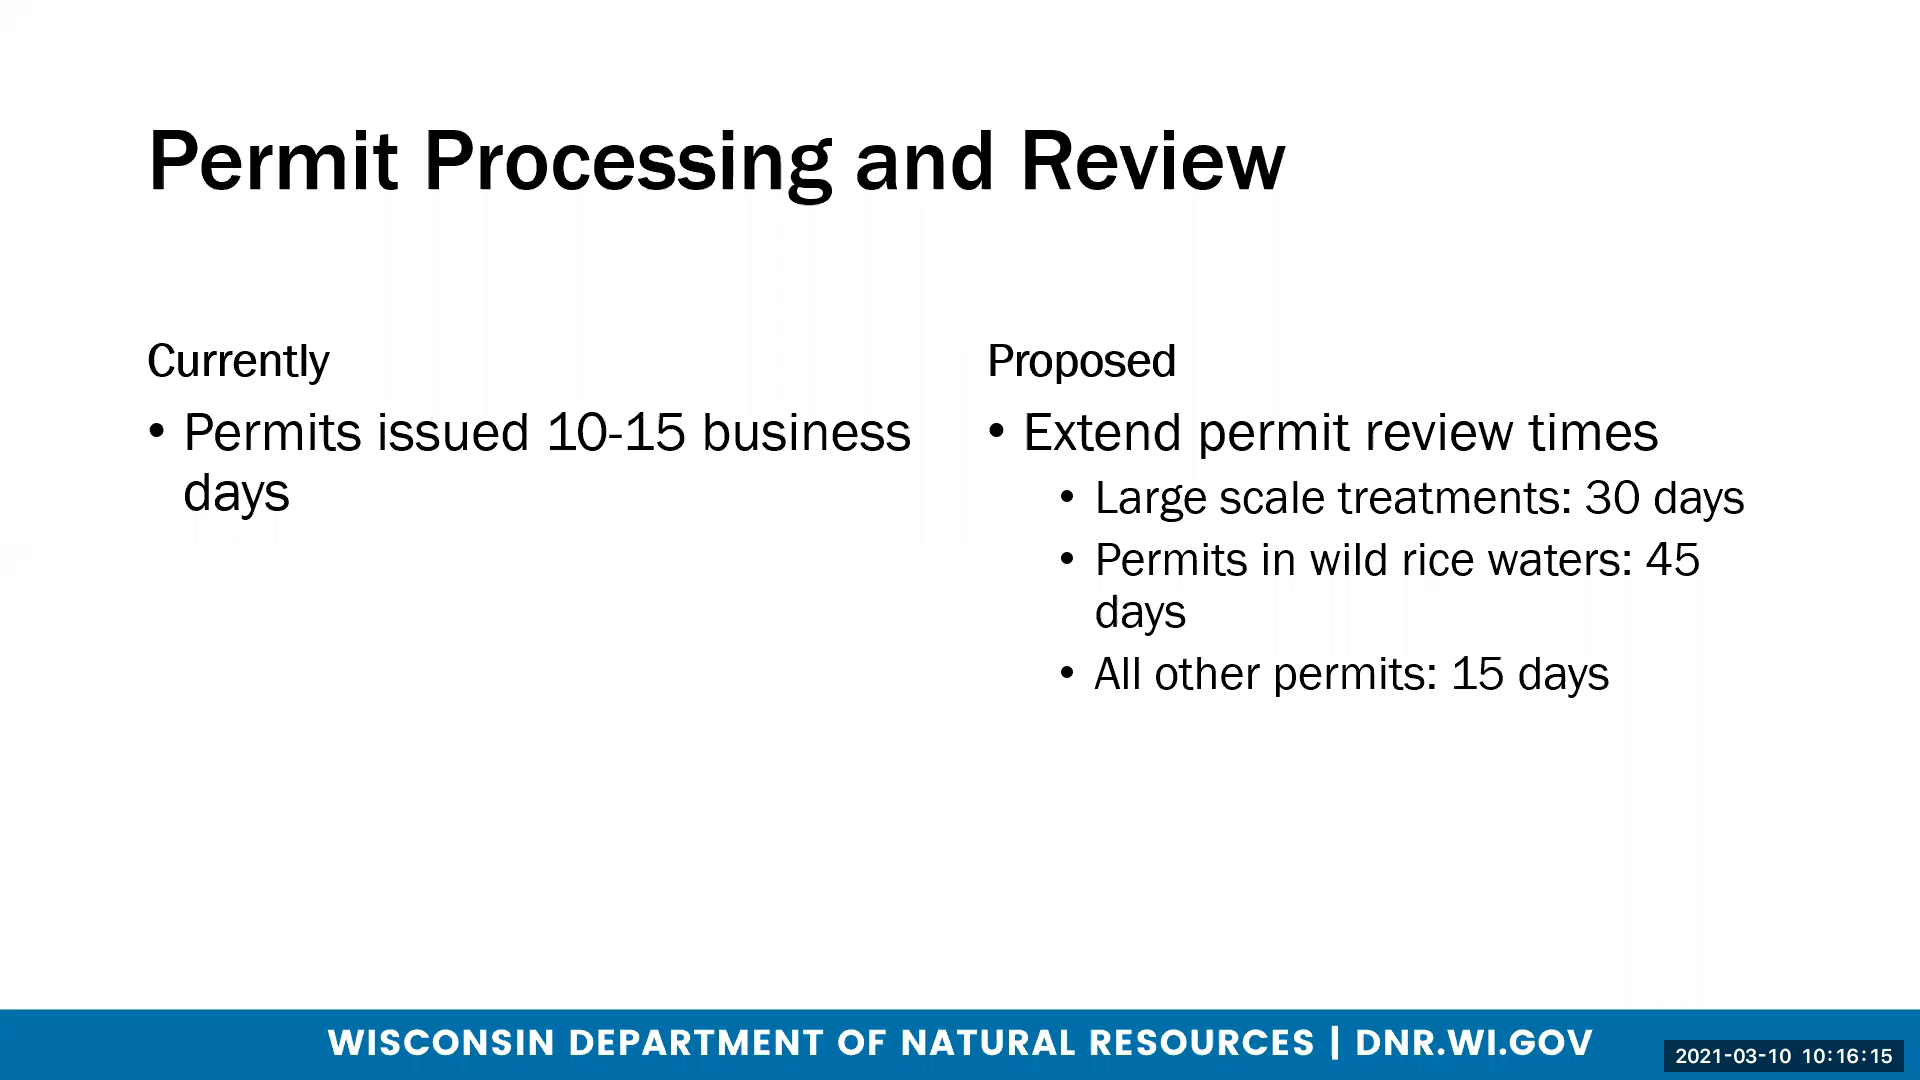 Permit Processing and Review
Currently
• Permits issued 10-15 business
days
Proposed
• Extend permit review times
• Large scale treatments: 30 days
• Permits in wild rice waters: 45
days
• All other permits: 15 days
WISCONSIN DEPARTMENT OF NATURAL RESOURCES | DNR.WI.GOV
2021-03-10 10:16:15